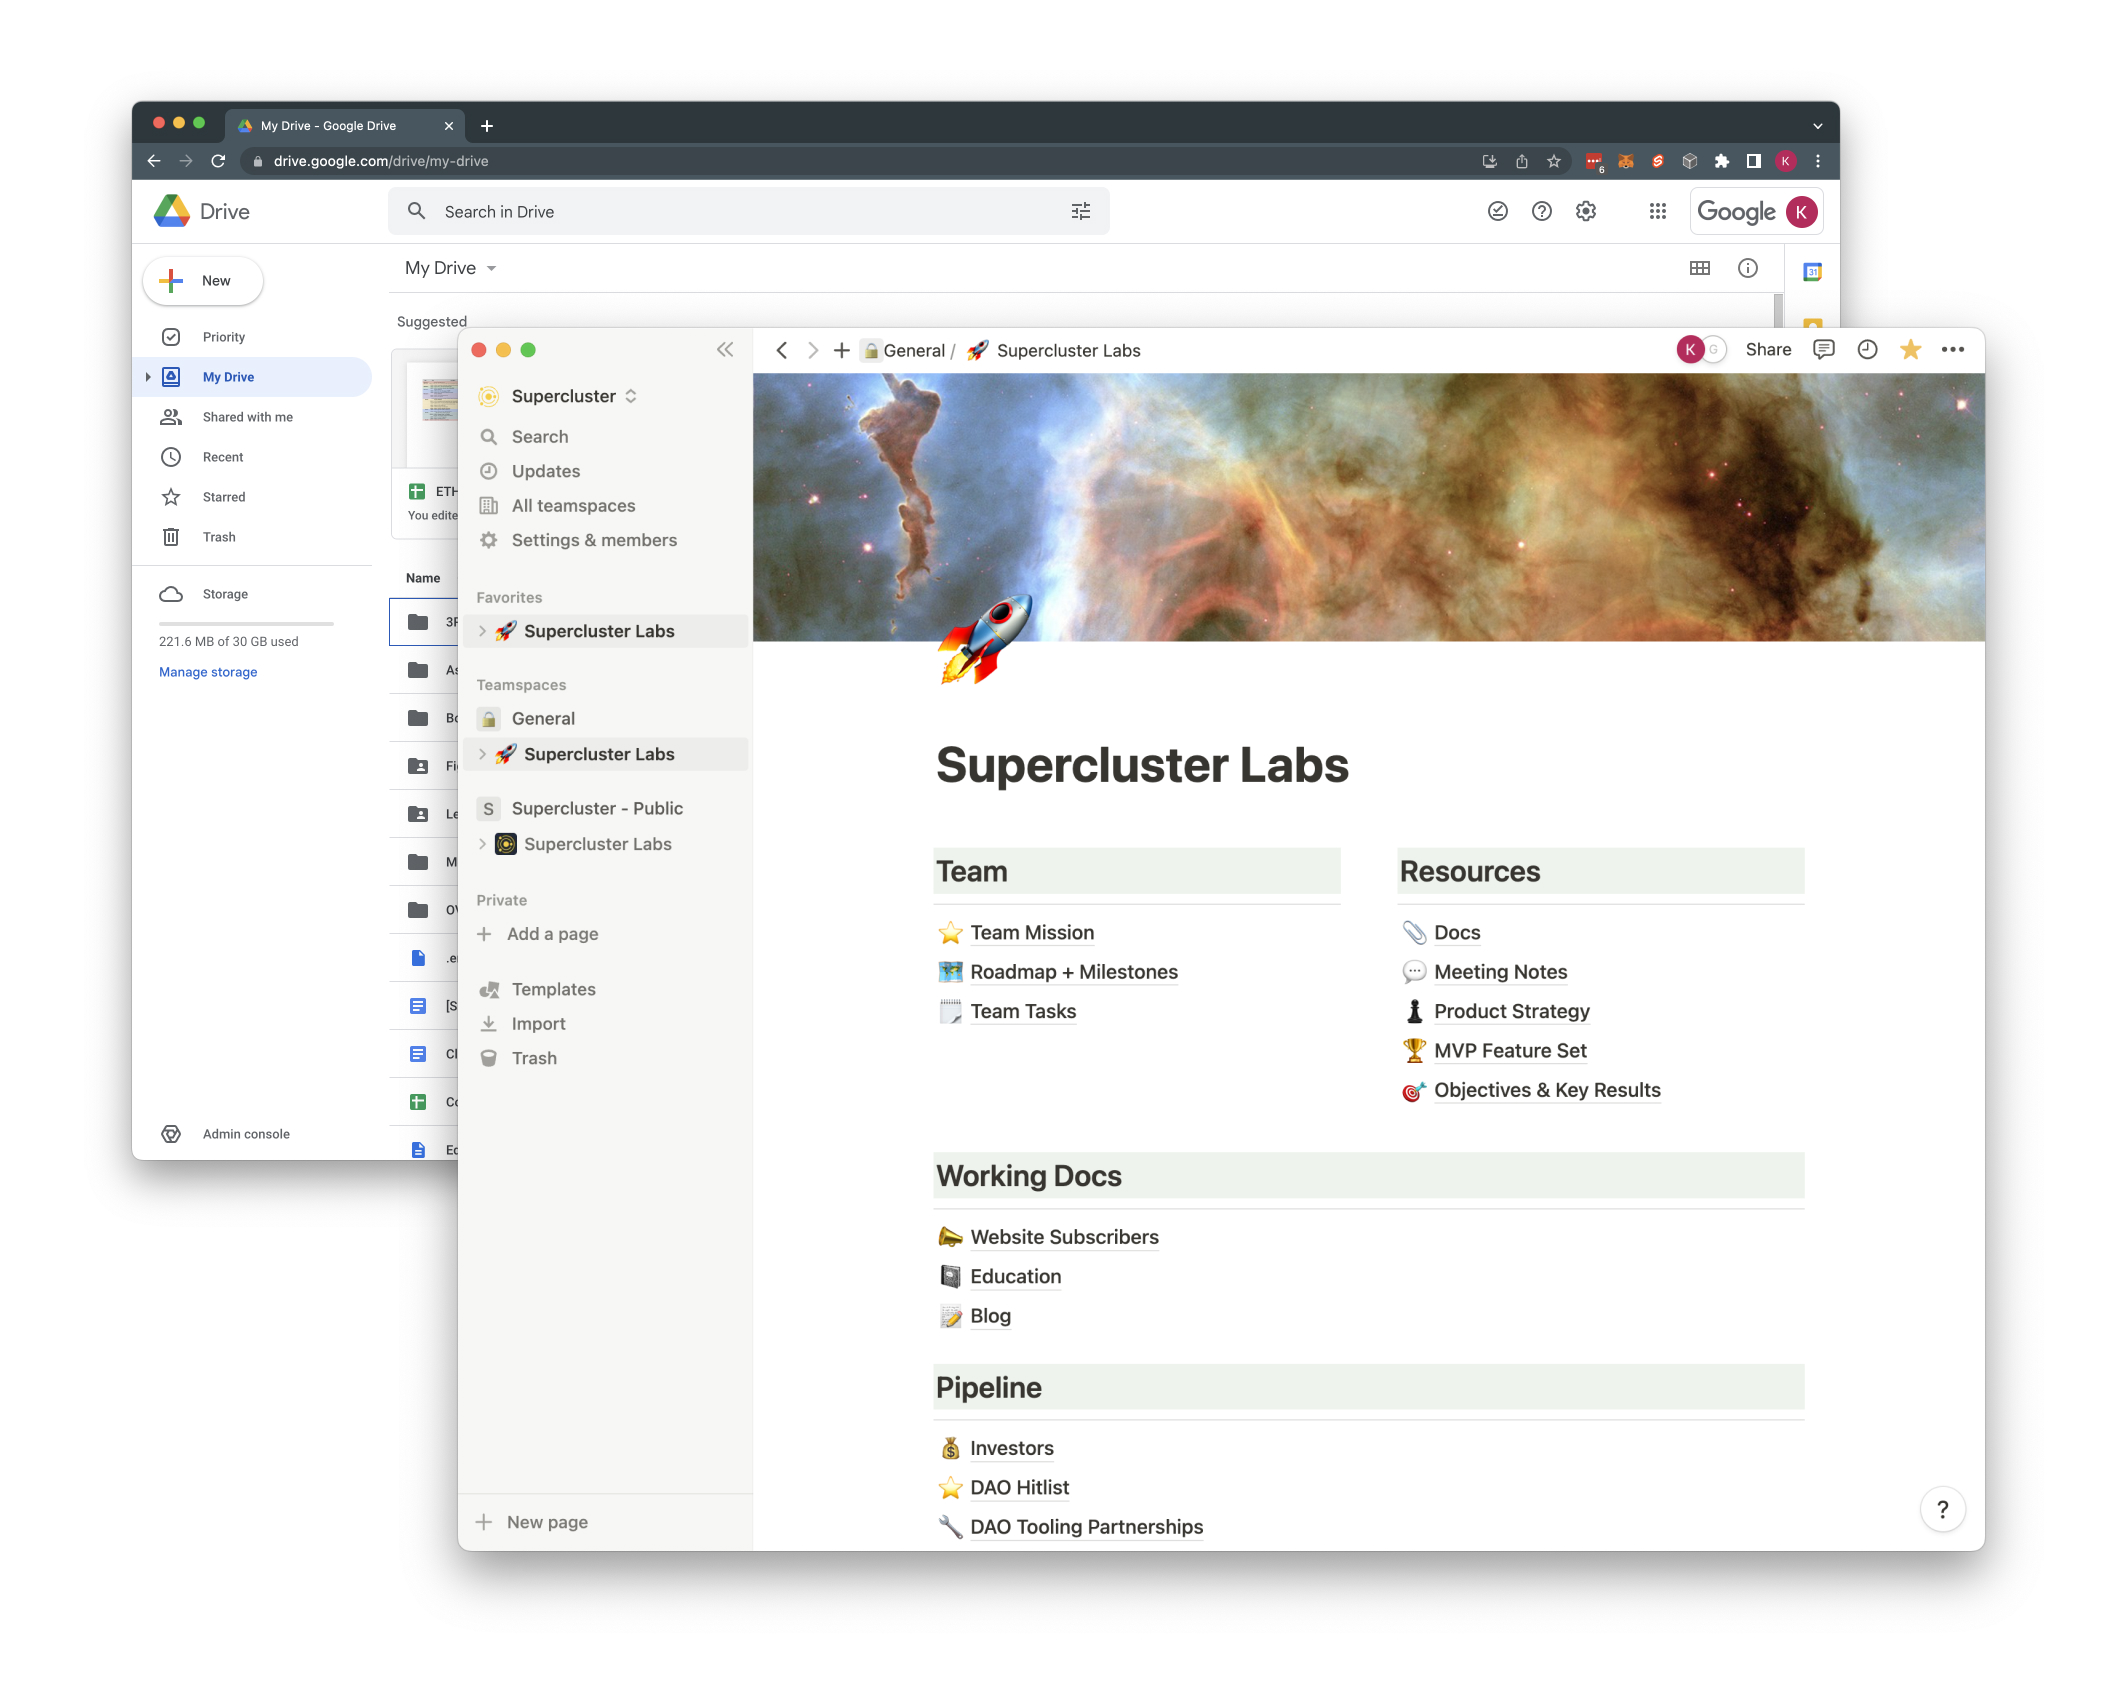 My Drive - Google Drive
drive.google.com/drive/my-drive
6
K
Drive
Search in Drive
Google K
New
My Drive
31
Suggested
Priority
My Drive
Shared with me
Recent
Starred
Trash
Storage
221.6 MB of 30 GB used
Manage storage
Admin console
ETH
You edite
Name
As
Bo
Fi
Le
M
.e
[S
Cl
Co
Ed
Supercluster
Search
Updates
All teamspaces
Settings & members
Favorites
Supercluster Labs
Teamspaces
General
Supercluster Labs
S Supercluster - Public
Supercluster Labs
Private
Add a page
Templates
Import
Trash
New page
General / Supercluster Labs
K G Share
Supercluster Labs
Team
Team Mission
Roadmap + Milestones
Team Tasks
Resources
Docs
Meeting Notes
Product Strategy
MVP Feature Set
Objectives & Key Results
Working Docs
Website Subscribers
Education
Blog
Pipeline
Investors
DAO Hitlist
DAO Tooling Partnerships
?